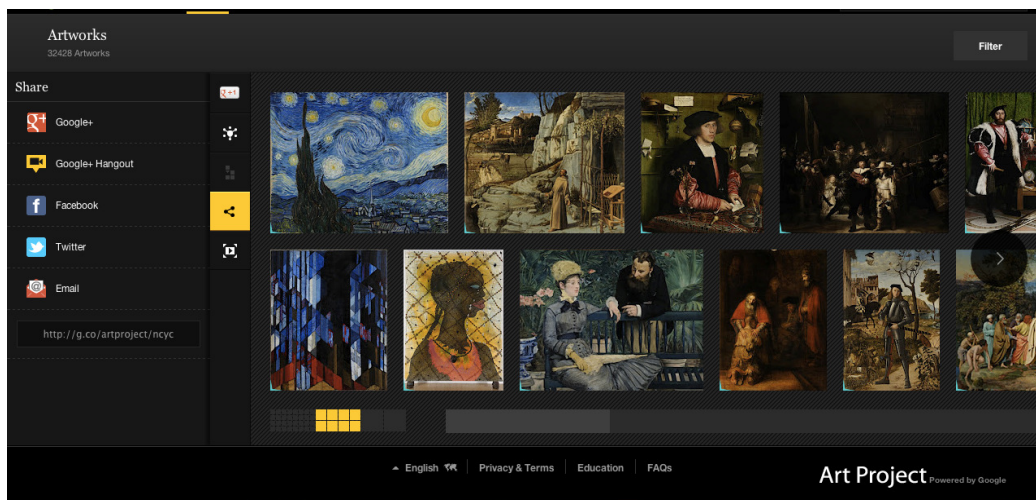 Artworks
32428 Artworks
Filter
Share
Google+
Google+ Hangout
Facebook
Twitter
Email
http://g.co/artproject/ncyc
English
Privacy & Terms
Education
FAQs
Art Project Powered by Google